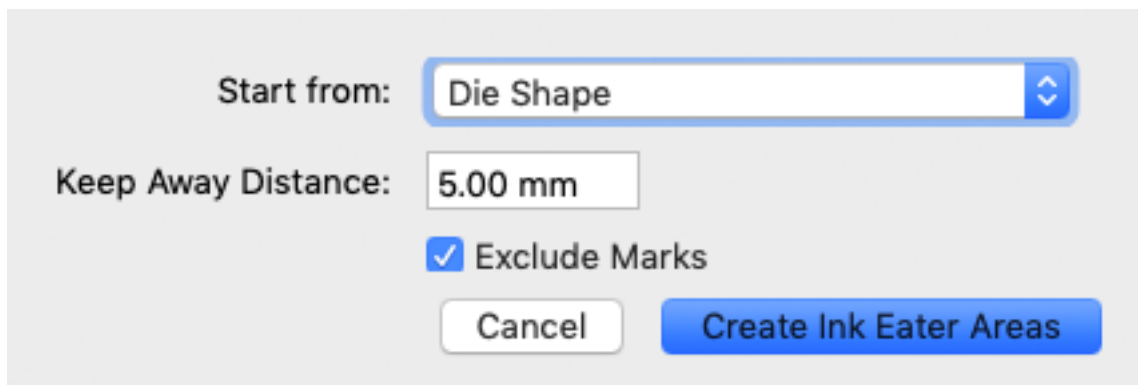 Start from: Die Shape
Keep Away Distance: 5.00 mm
Exclude Marks
Cancel Create Ink Eater Areas